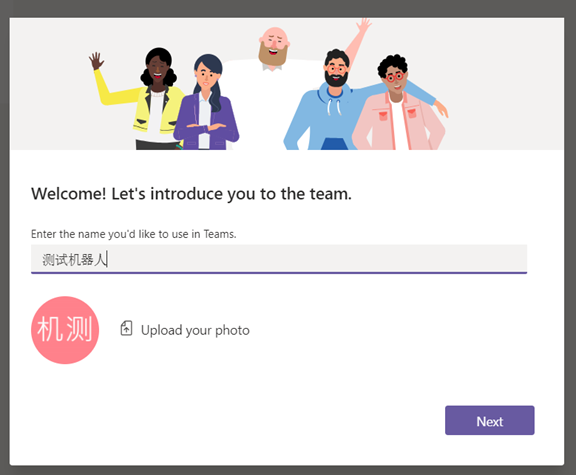 Welcome! Let's introduce you to the team.
Enter the name you'd like to use in Teams.
测试机器人
机测
Upload your photo
Next